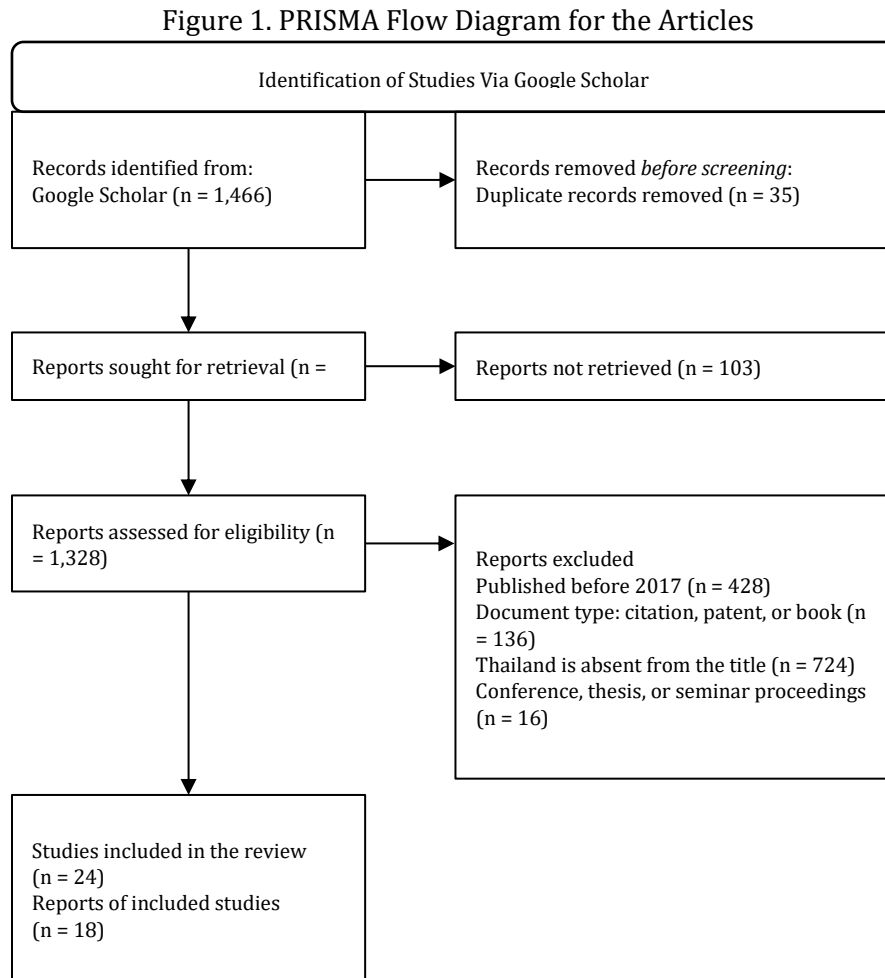 Figure 1. PRISMA Flow Diagram for the Articles
Identification of Studies Via Google Scholar
Records identified from:
Google Scholar (n = 1,466)
Records removed before screening:
Duplicate records removed (n = 35)
Reports sought for retrieval (n =
Reports not retrieved (n = 103)
Reports assessed for eligibility (n
= 1,328)
Reports excluded
Published before 2017 (n = 428)
Document type: citation, patent, or book (n
= 136)
Thailand is absent from the title (n = 724)
Conference, thesis, or seminar proceedings
(n = 16)
Studies included in the review
(n = 24)
Reports of included studies
(n = 18)